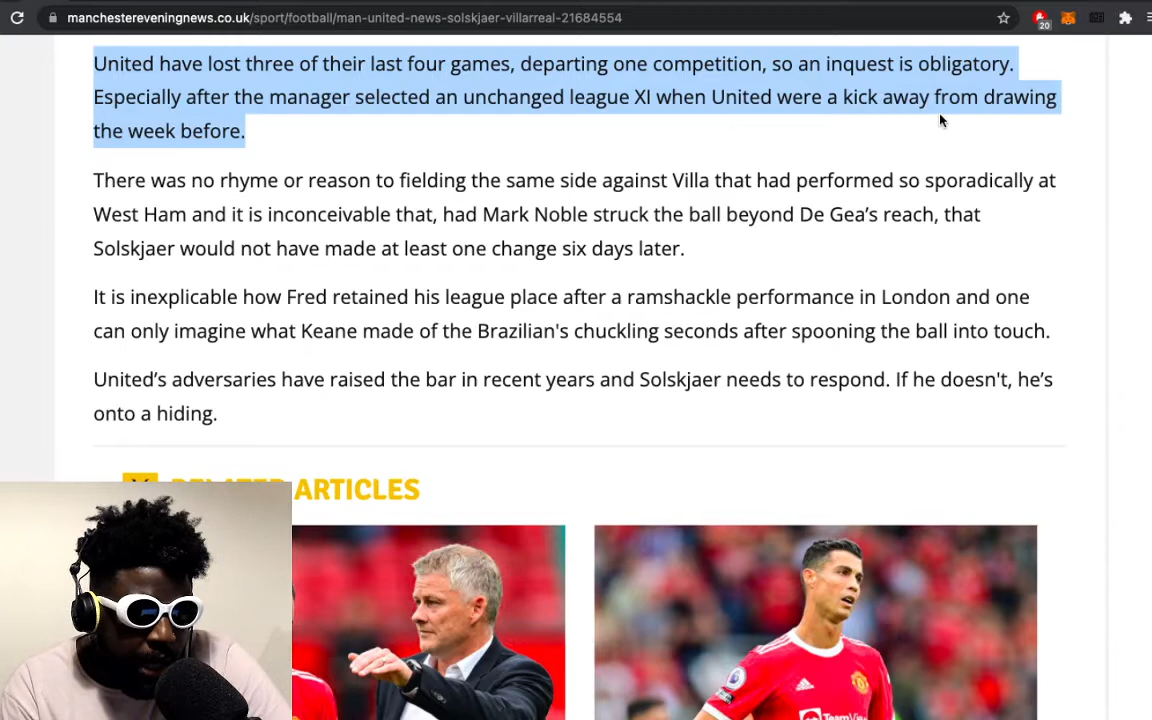 manchestereveningnews.co.uk/sport/football/man-united-news-solskjaer-villarreal-21684554
20
United have lost three of their last four games, departing one competition, so an inquest is obligatory.
Especially after the manager selected an unchanged league XI when United were a kick away from drawing
the week before.
There was no rhyme or reason to fielding the same side against Villa that had performed so sporadically at
West Ham and it is inconceivable that, had Mark Noble struck the ball beyond De Gea’s reach, that
Solskjaer would not have made at least one change six days later.
It is inexplicable how Fred retained his league place after a ramshackle performance in London and one
can only imagine what Keane made of the Brazilian's chuckling seconds after spooning the ball into touch.
United’s adversaries have raised the bar in recent years and Solskjaer needs to respond. If he doesn't, he’s
onto a hiding.
RELATED ARTICLES
TeamView